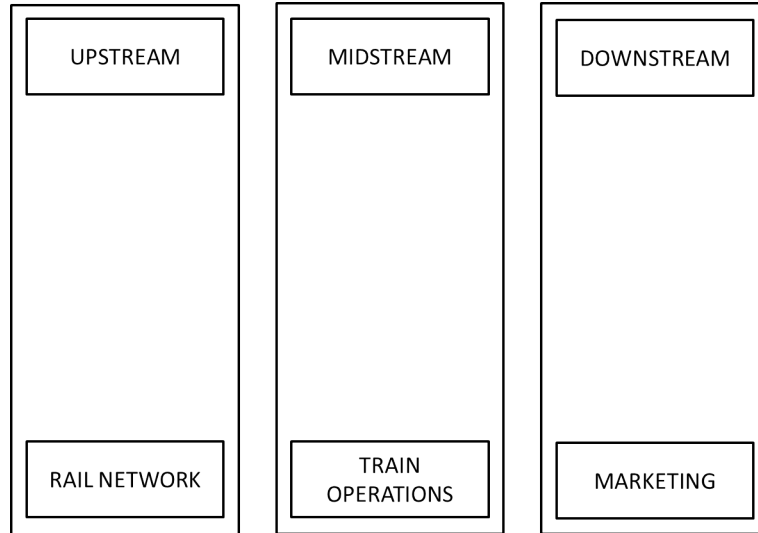 UPSTREAM
MIDSTREAM
DOWNSTREAM
RAIL NETWORK
TRAIN
OPERATIONS
MARKETING